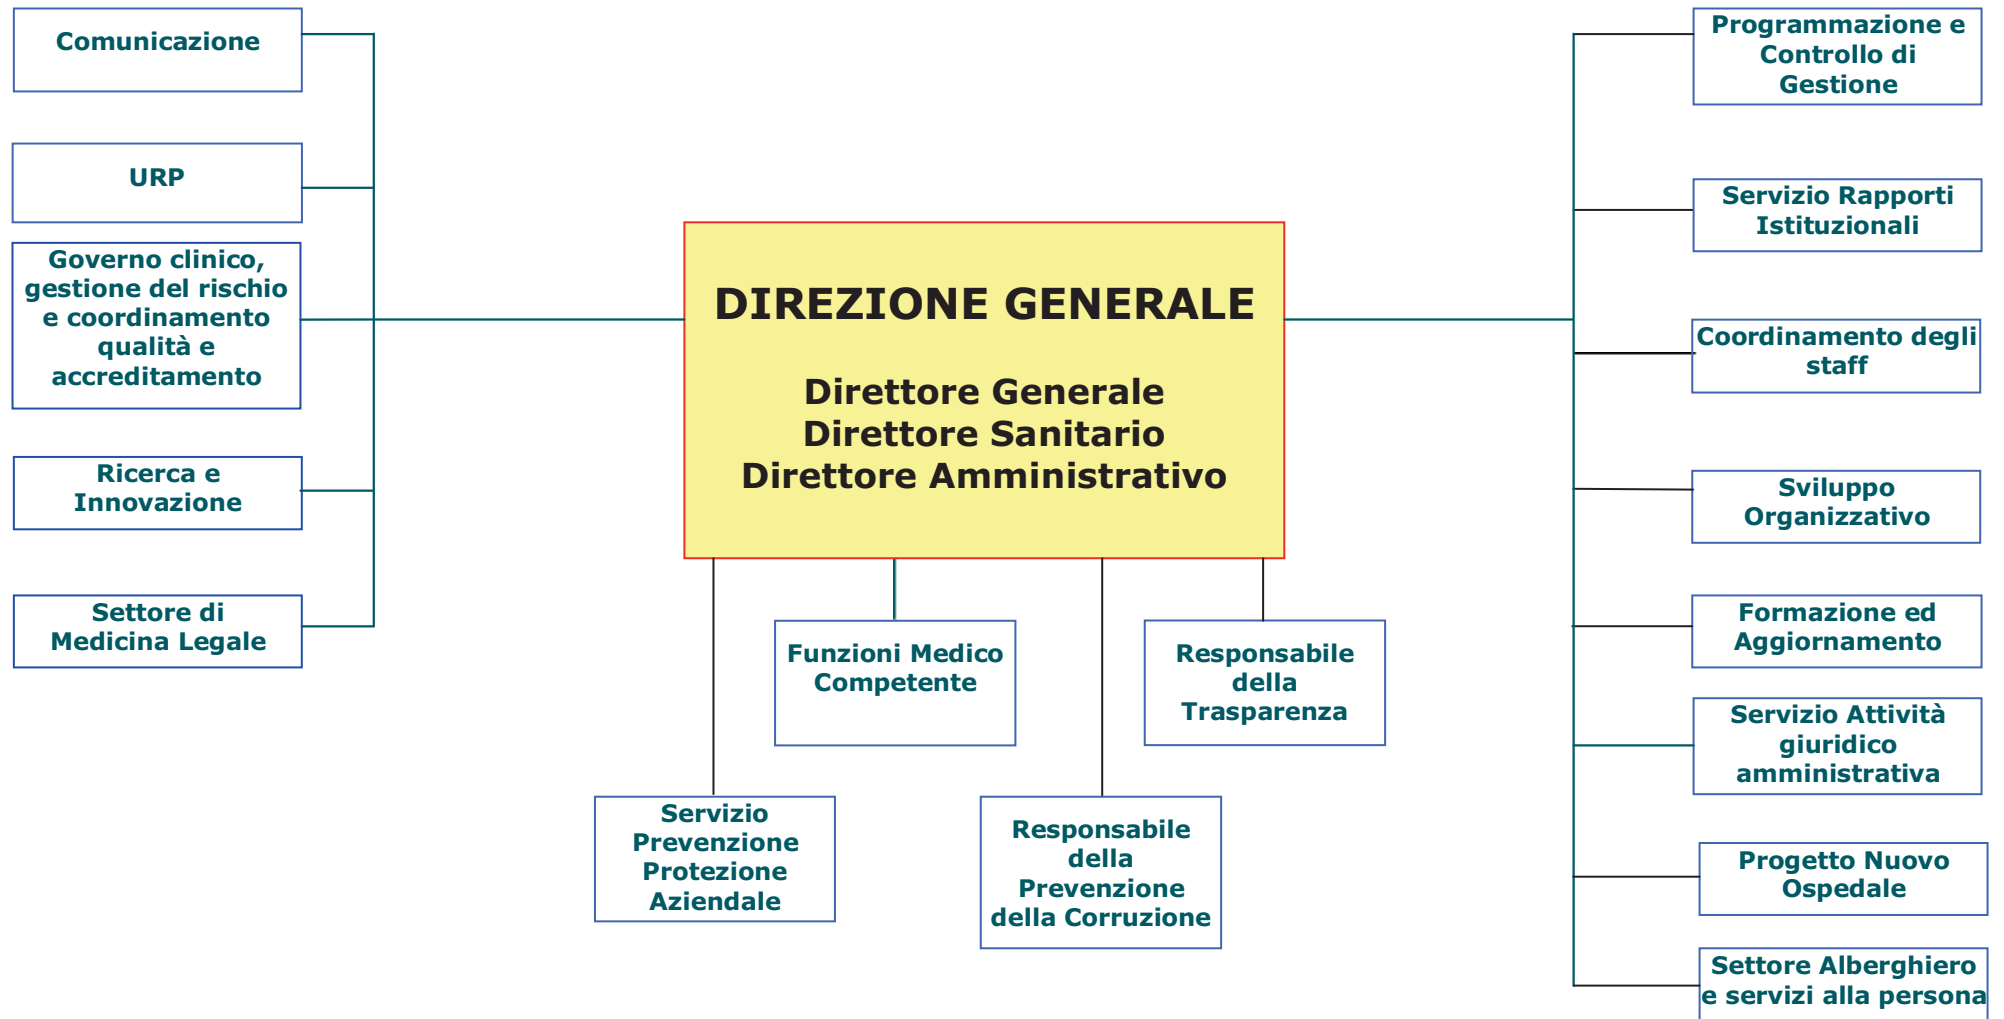 Comunicazione
URP
Governo clinico,
gestione del rischio
e coordinamento
qualità e
accreditamento
Ricerca e
Innovazione
Settore di
Medicina Legale
DIREZIONE GENERALE
Direttore Generale
Direttore Sanitario
Direttore Amministrativo
Servizio
Prevenzione
Protezione
Aziendale
Funzioni Medico
Competente
Responsabile
della
Prevenzione
della Corruzione
Responsabile
della
Trasparenza
Programmazione e
Controllo di
Gestione
Servizio Rapporti
Istituzionali
Coordinamento degli
staff
Sviluppo
Organizzativo
Formazione ed
Aggiornamento
Servizio Attività
giuridico
amministrativa
Progetto Nuovo
Ospedale
Settore Alberghiero
e servizi alla persona